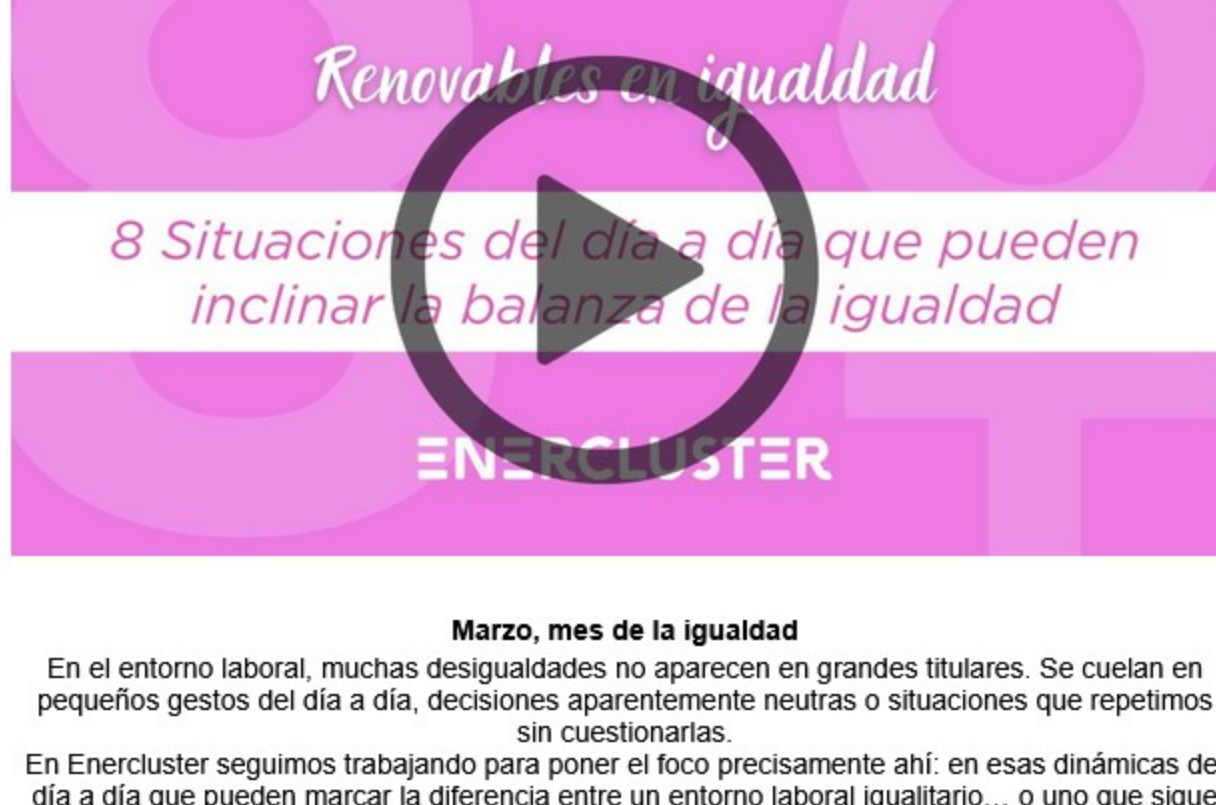 Renovables en igualdad
8 Situaciones del día a día que pueden
inclinar la balanza de la igualdad
ENERCLUSTER
Marzo, mes de la igualdad
En el entorno laboral, muchas desigualdades no aparecen en grandes titulares. Se cuelan en
pequeños gestos del día a día, decisiones aparentemente neutras o situaciones que repetimos
sin cuestionarlas.
En Enercluster seguimos trabajando para poner el foco precisamente ahí: en esas dinámicas de
día a día que pueden marcar la diferencia entre un entorno laboral igualitario... o uno que sigue